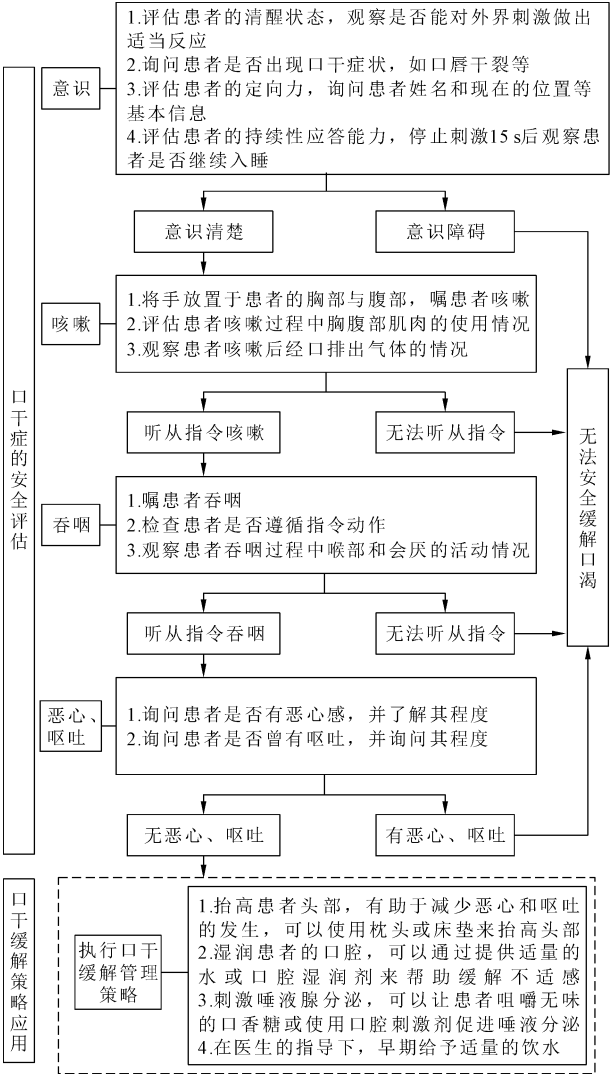 口干症的安全评估
意识
1.评估患者的清醒状态，观察是否能对外界刺激做出
适当反应
2.询问患者是否出现口干症状，如口唇干裂等
3.评估患者的定向力，询问患者姓名和现在的位置等
基本信息
4.评估患者的持续性应答能力，停止刺激15 s后观察患
者是否继续入睡
意识清楚
意识障碍
咳嗽
1.将手放置于患者的胸部与腹部，嘱患者咳嗽
2.评估患者咳嗽过程中胸腹部肌肉的使用情况
3.观察患者咳嗽后经口排出气体的情况
听从指令咳嗽
无法听从指令
无法安全缓解口渴
吞咽
1.嘱患者吞咽
2.检查患者是否遵循指令动作
3.观察患者吞咽过程中喉部和会厌的活动情况
听从指令吞咽
无法听从指令
恶心、
呕吐
1.询问患者是否有恶心感，并了解其程度
2.询问患者是否曾有呕吐，并询问其程度
无恶心、呕吐
有恶心、呕吐
口干缓解策略应用
执行口干
缓解管理
策略
1.抬高患者头部，有助于减少恶心和呕吐
的发生，可以使用枕头或床垫来抬高头部
2.湿润患者的口腔，可以通过提供适量的
水或口腔湿润剂来帮助缓解不适感
3.刺激唾液腺分泌，可以让患者咀嚼无味
的口香糖或使用口腔刺激剂促进唾液分泌
4.在医生的指导下，早期给予适量的饮水